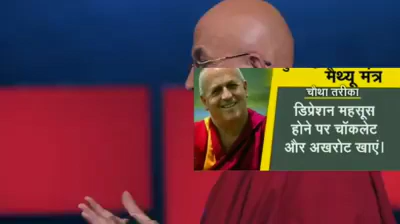 मैथ्यू मंत्र
चौथा तरीका
डिप्रेशन महसूस
होने पर चॉकलेट
और अखरोट खाएं।